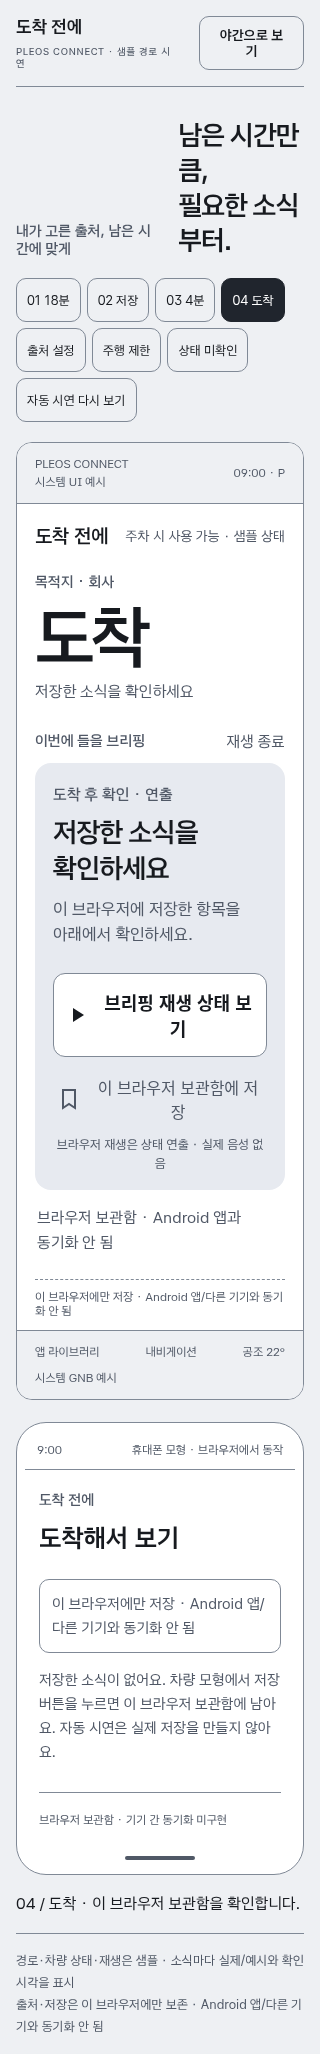 도착 전에
야간으로 보
기
PLEOS CONNECT · 샘플 경로 시
연
남은 시간만
큼,
필요한 소식
부터.
내가 고른 출처, 남은 시
간에 맞게
01 18분
02 저장
03 4분
04 도착
출처 설정
주행 제한
상태 미확인
자동 시연 다시 보기
PLEOS CONNECT
시스템 UI 예시
09:00 · P
도착 전에
주차 시 사용 가능 · 샘플 상태
목적지 · 회사
도착
저장한 소식을 확인하세요
이번에 들을 브리핑
재생 종료
도착 후 확인 · 연출
저장한 소식을
확인하세요
이 브라우저에 저장한 항목을
아래에서 확인하세요.
브리핑 재생 상태 보
기
이 브라우저 보관함에 저
장
브라우저 재생은 상태 연출 · 실제 음성 없
음
브라우저 보관함 · Android 앱과
동기화 안 됨
이 브라우저에만 저장 · Android 앱/다른 기기와 동기
화 안 됨
앱 라이브러리
내비게이션
공조 22°
시스템 GNB 예시
9:00
휴대폰 모형 · 브라우저에서 동작
도착 전에
도착해서 보기
이 브라우저에만 저장 · Android 앱/
다른 기기와 동기화 안 됨
저장한 소식이 없어요. 차량 모형에서 저장
버튼을 누르면 이 브라우저 보관함에 남아
요. 자동 시연은 실제 저장을 만들지 않아
요.
브라우저 보관함 · 기기 간 동기화 미구현
04 / 도착 · 이 브라우저 보관함을 확인합니다.
경로·차량 상태·재생은 샘플 · 소식마다 실제/예시와 확인
시각을 표시
출처·저장은 이 브라우저에만 보존 · Android 앱/다른 기
기와 동기화 안 됨